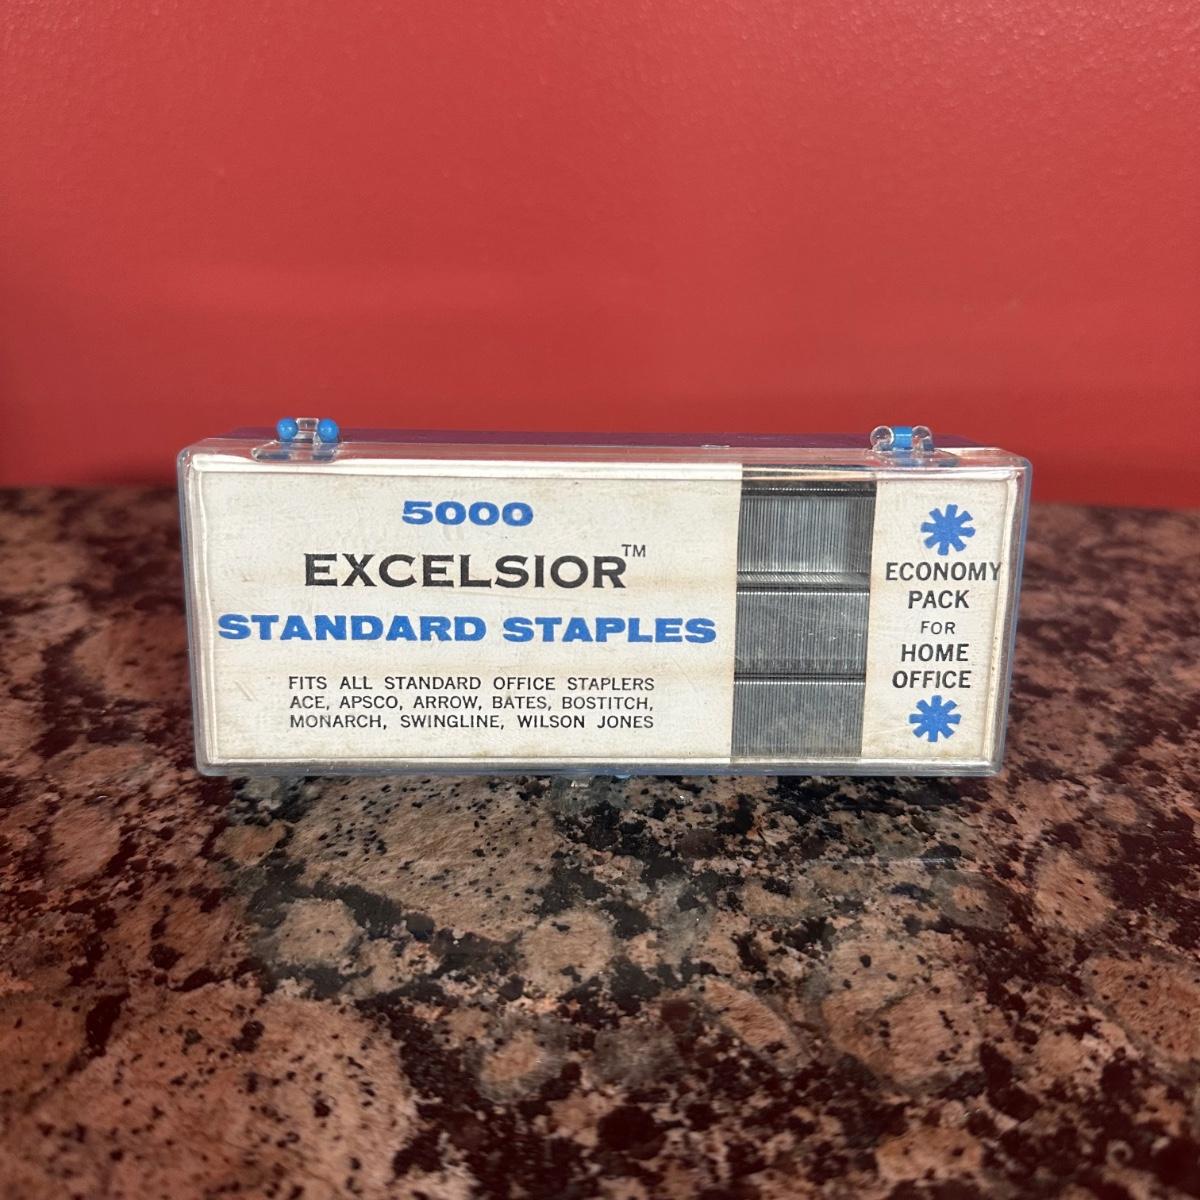 5000
EXCELSIOR™
STANDARD STAPLES
FITS ALL STANDARD OFFICE STAPLERS
ACE, APSCO, ARROW, BATES, BOSTITCH,
MONARCH, SWINGLINE, WILSON JONES
ECONOMY
PACK
FOR
HOME
OFFICE